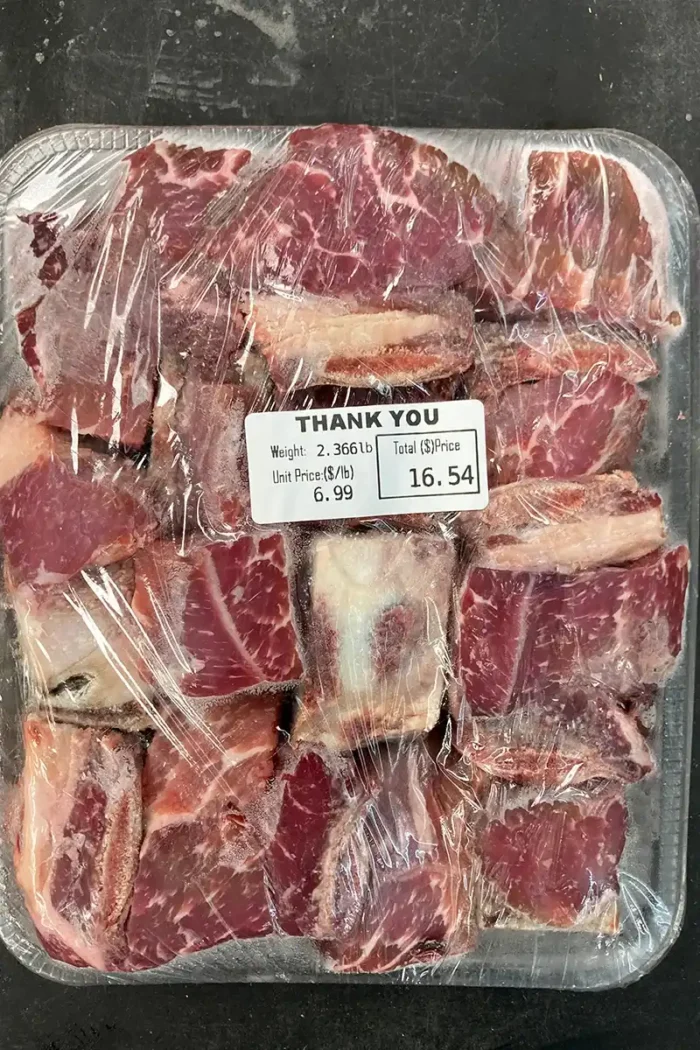 THANK YOU
Weight: 2.366lb Total ($)Price
Unit Price:($/lb) 16.54
6.99